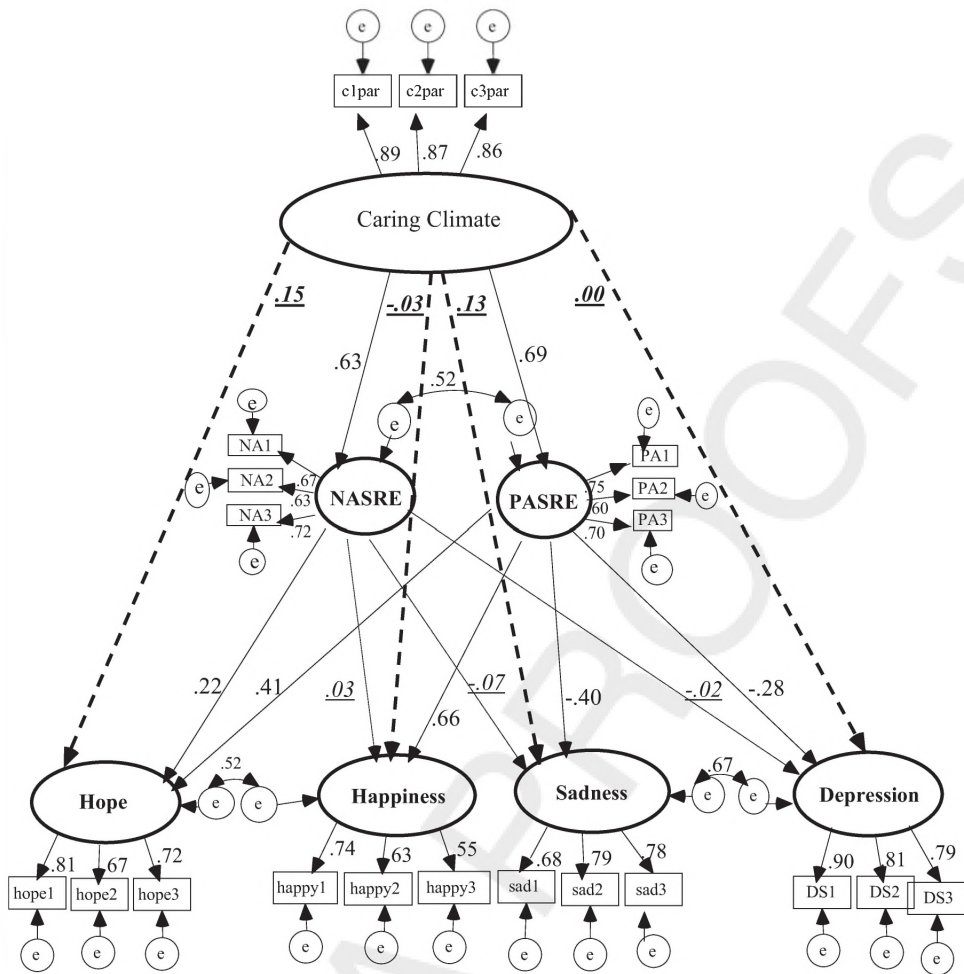 e e e
c1par c2par c3par
.89 .87 .86
Caring Climate
.15 -.03 .13 .00
.63 .69
.52
e e e e
NA1 PA1
NA2 .67 NASRE PASRE .75 PA2
e .63 .60 e
NA3 .72 .70 PA3
e e
.22 .41 .03 -.07 -.40 -.02 -.28
.66
.52 .67
Hope e e Happiness Sadness e e Depression
.81 .67 .72 .74 .63 .55 .68 .79 .78 .90 .81 .79
hope1 hope2 hope3 happy1 happy2 happy3 sad1 sad2 sad3 DS1 DS2 DS3
e e e e e e e e e e e e
A PROOFS